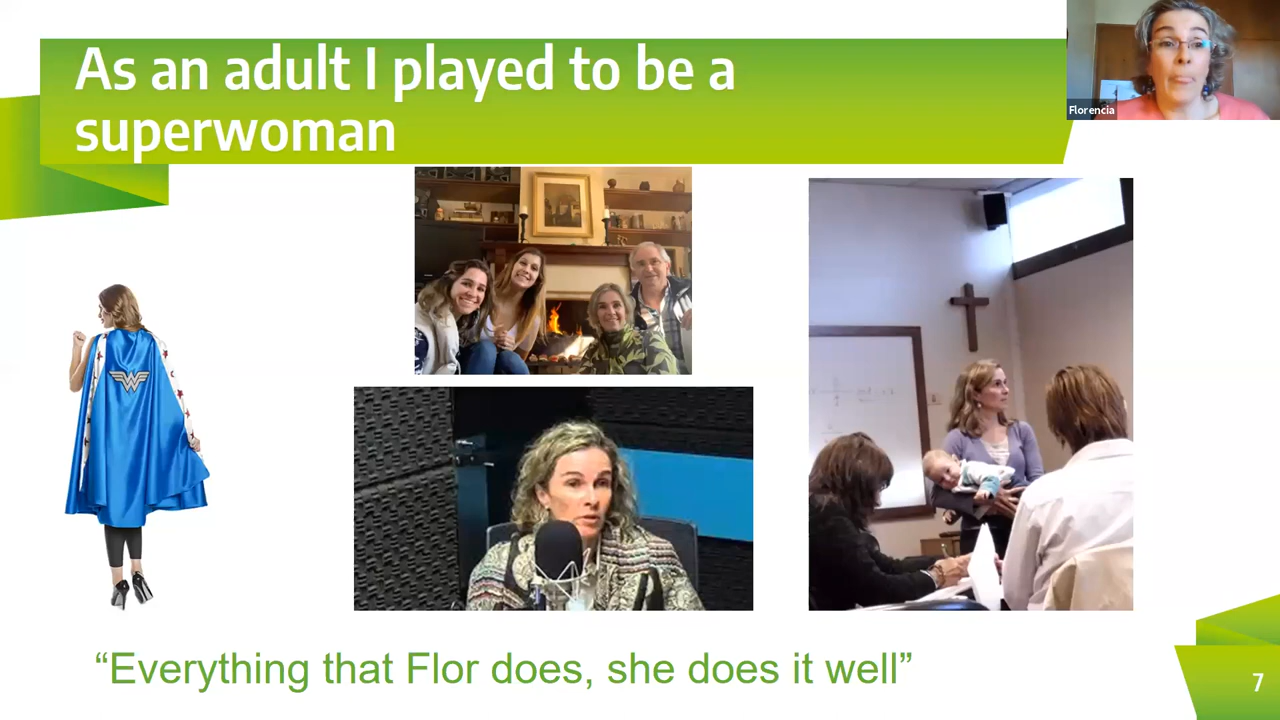 As an adult I played to be a
superwoman
Florencia
W
“Everything that Flor does, she does it well”
7